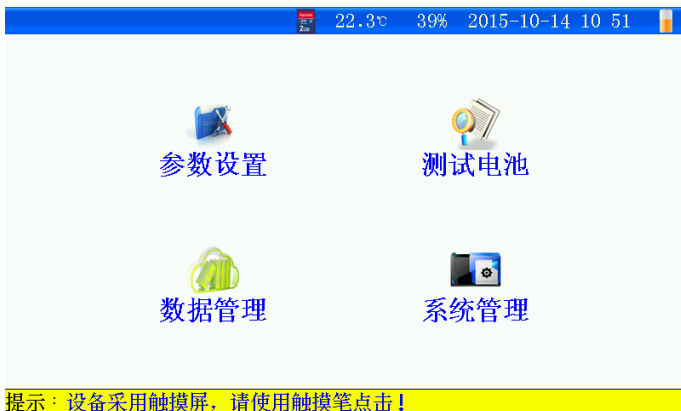 22.3℃ 39% 2015-10-14 10 51
参数设置 测试电池
数据管理 系统管理
提示：设备采用触摸屏，请使用触摸笔点击！